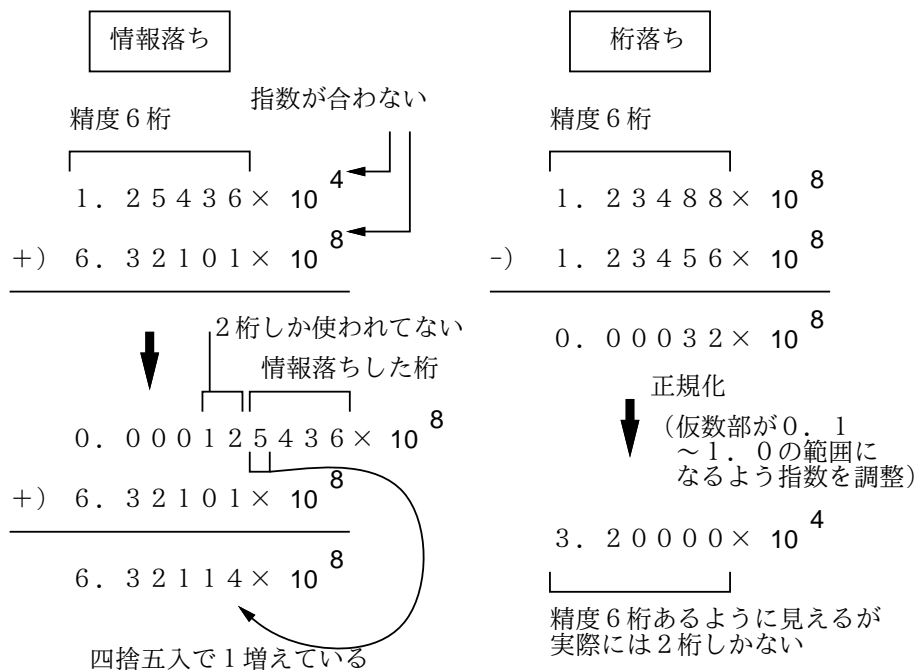 情報落ち
指数が合わない
精度６桁
１．２５４３６× 10 4
+） ６．３２１０１× 10 8
２桁しか使われてない
情報落ちした桁
０．０００１２５４３６× 10 8
+） ６．３２１０１× 10 8
６．３２１１４× 10 8
四捨五入で１増えている
桁落ち
精度６桁
１．２３４８８× 10 8
-） １．２３４５６× 10 8
０．０００３２× 10 8
正規化
（仮数部が０．１
～１．０の範囲に
なるよう指数を調整）
３．２００００× 10 4
精度６桁あるように見えるが
実際には２桁しかない